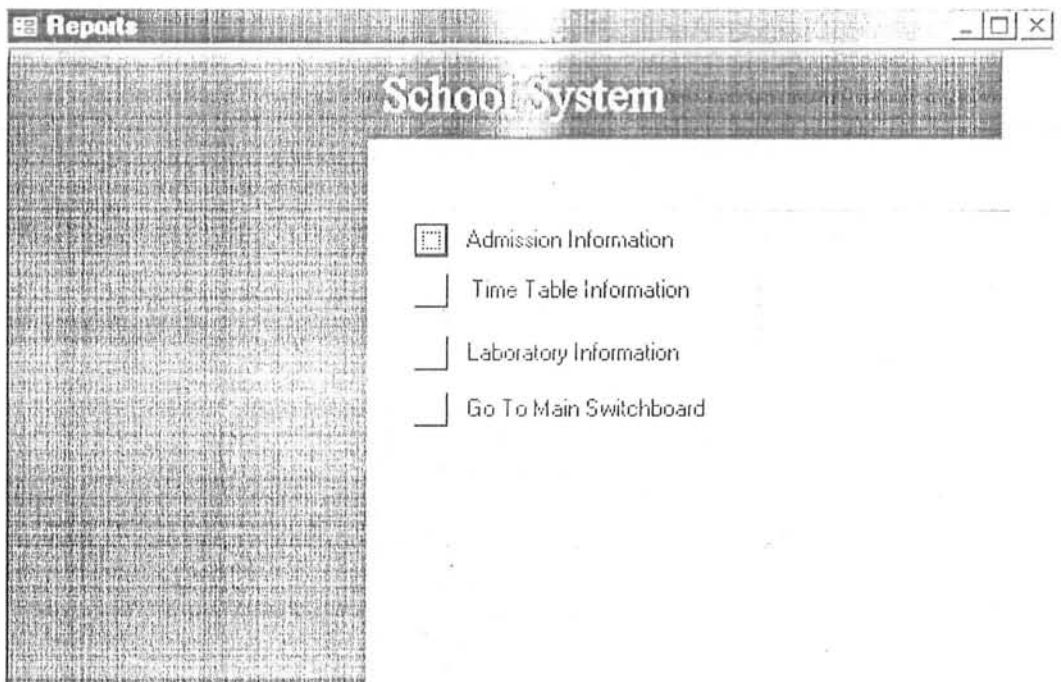 Reports
School System
Admission Information
Time Table Information
Laboratory Information
Go To Main Switchboard